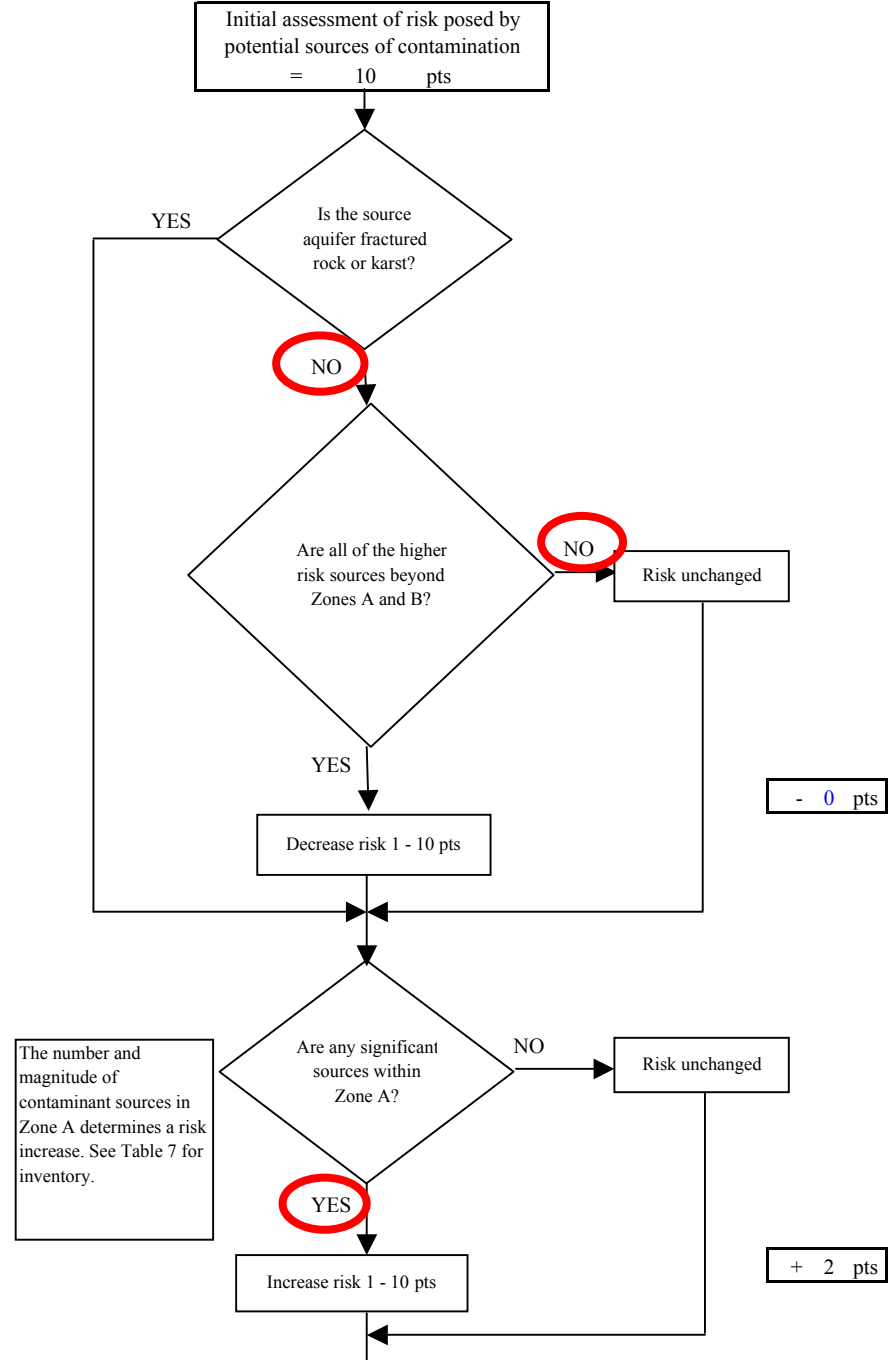 Initial assessment of risk posed by
potential sources of contamination
= 10 pts
YES
Is the source
aquifer fractured
rock or karst?
NO
Are all of the higher
risk sources beyond
Zones A and B?
NO
Risk unchanged
YES
- 0 pts
Decrease risk 1 - 10 pts
The number and
magnitude of
contaminant sources in
Zone A determines a risk
increase. See Table 7 for
inventory.
Are any significant
sources within
Zone A?
NO
Risk unchanged
YES
Increase risk 1 - 10 pts
+ 2 pts